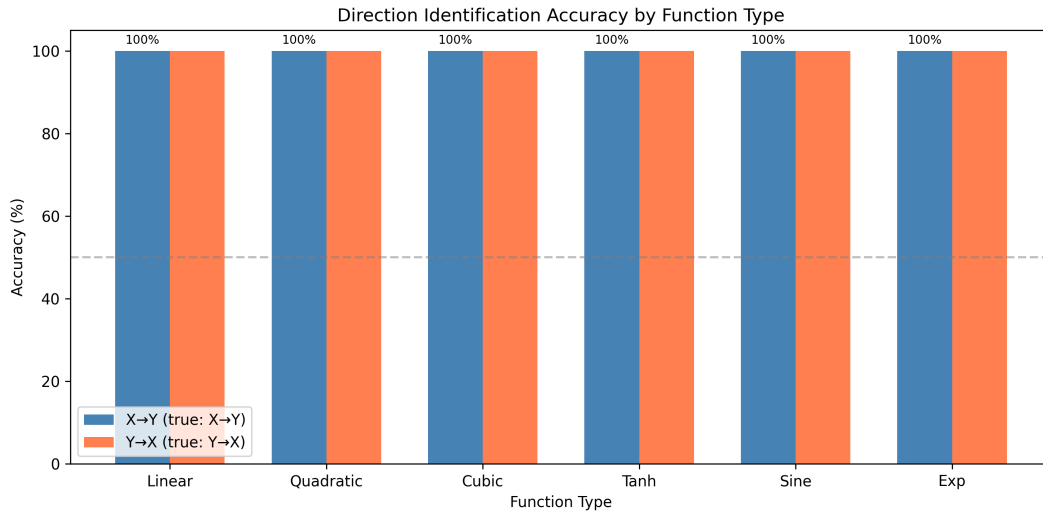 Direction Identification Accuracy by Function Type
100% 100% 100% 100% 100% 100%
100
80
60
40
20
0
Accuracy (%)
X→Y (true: X→Y)
Y→X (true: Y→X)
Linear Quadratic Cubic Tanh Sine Exp
Function Type